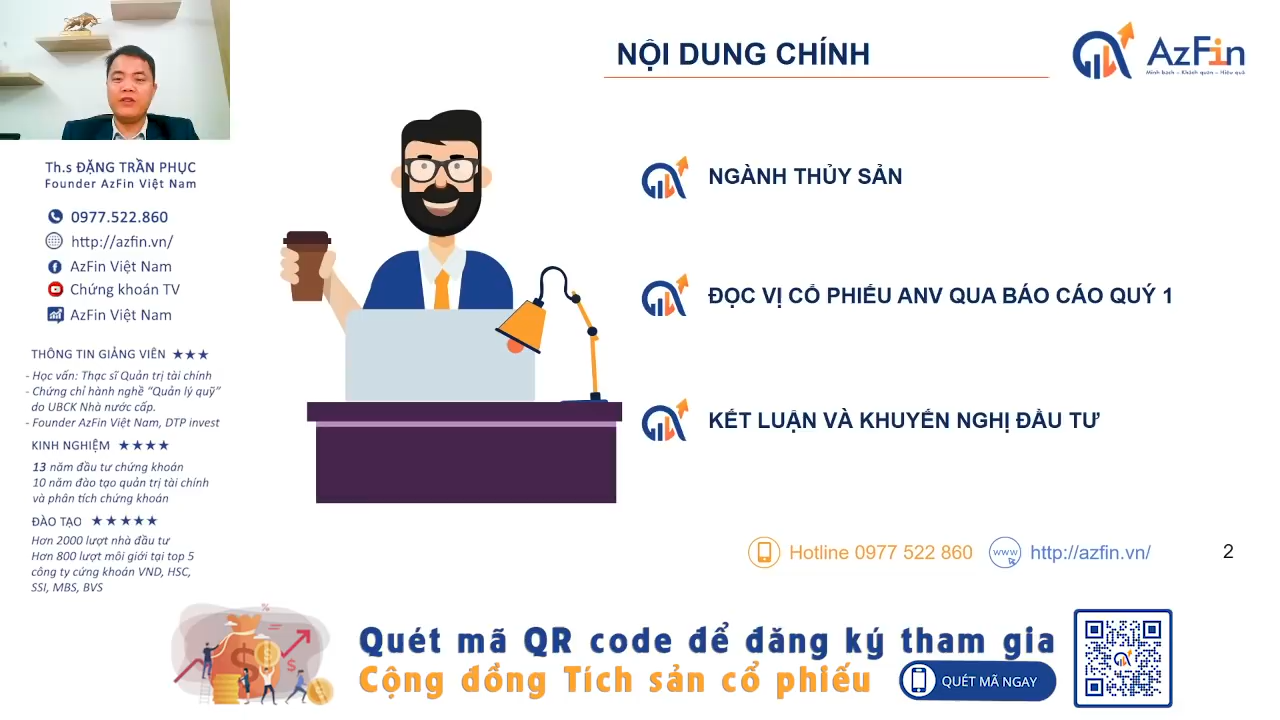 NỘI DUNG CHÍNH
AzFin
Minh bạch – Khách quan – Hiệu quả
Th.s ĐẶNG TRẦN PHỤC
Founder AzFin Việt Nam
0977.522.860
http://azfin.vn/
AzFin Việt Nam
Chứng khoán TV
AzFin Việt Nam
THÔNG TIN GIẢNG VIÊN ★★★
- Học vấn: Thạc sĩ Quản trị tài chính
- Chứng chỉ hành nghề “Quản lý quỹ”
do UBCK Nhà nước cấp.
- Founder AzFin Việt Nam, DTP invest
KINH NGHIỆM ★★★★
13 năm đầu tư chứng khoán
10 năm đào tạo quản trị tài chính
và phân tích chứng khoán
ĐÀO TẠO ★★★★★
Hơn 2000 lượt nhà đầu tư
Hơn 800 lượt môi giới tại top 5
công ty cứng khoán VND, HSC,
SSI, MBS, BVS
NGÀNH THỦY SẢN
ĐỌC VỊ CỔ PHIẾU ANV QUA BÁO CÁO QUÝ 1
KẾT LUẬN VÀ KHUYẾN NGHỊ ĐẦU TƯ
Hotline 0977 522 860
www
http://azfin.vn/
2
Quét mã QR code để đăng ký tham gia
Cộng đồng Tích sản cổ phiếu
QUÉT MÃ NGAY